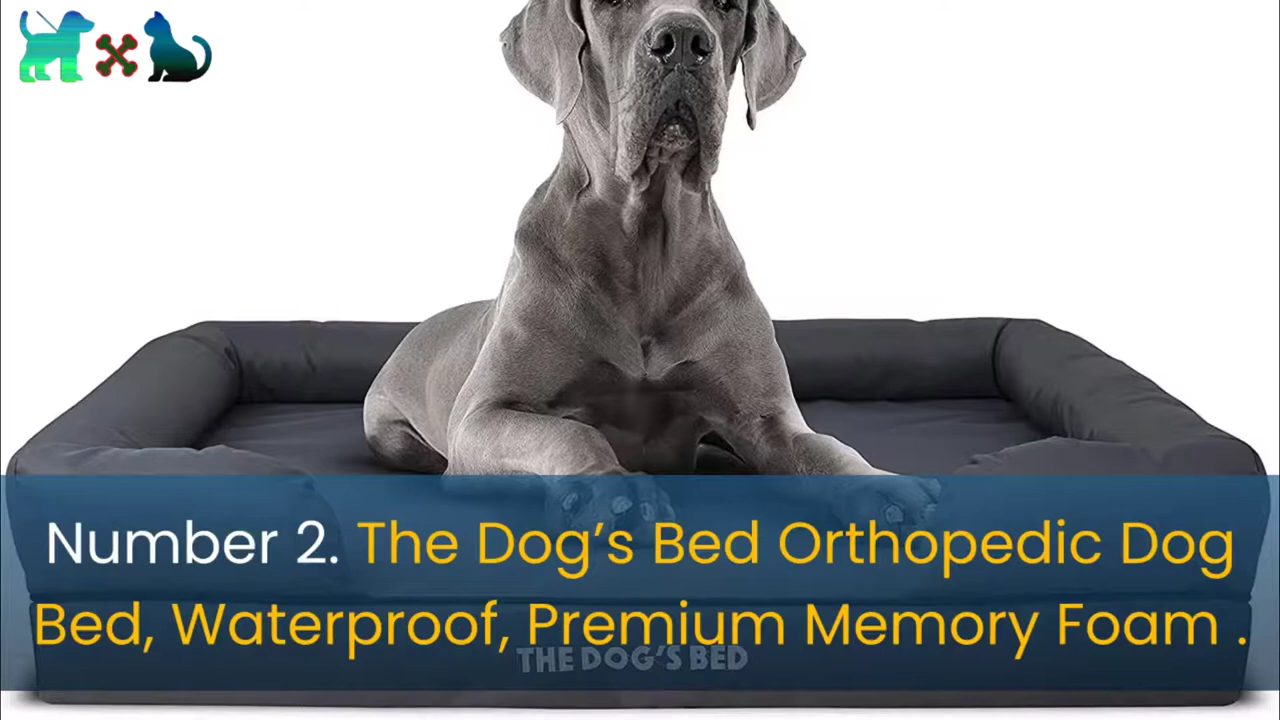 Number 2. The Dog’s Bed Orthopedic Dog
Bed, Waterproof, Premium Memory Foam .
THE DOG'S BED